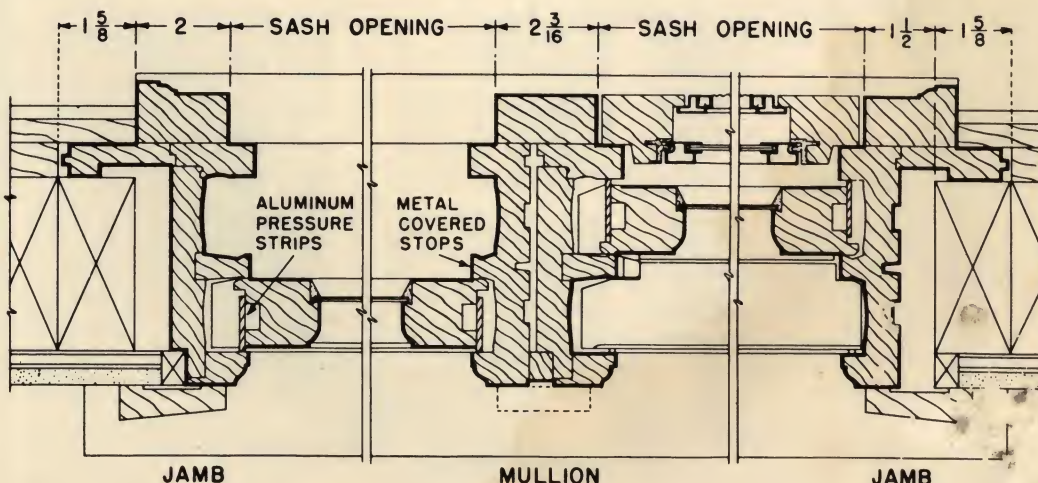 1 5/8 2 SASH OPENING 2 3/16 SASH OPENING 1 1/2 1 5/8
ALUMINUM
PRESSURE
STRIPS
METAL
COVERED
STOPS
JAMB MULLION JAMB